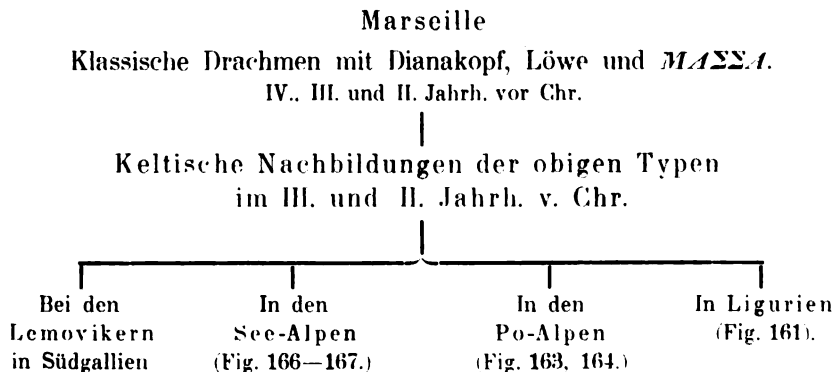 Marseille
Klassische Drachmen mit Dianakopf, Löwe und ΜΑΣΣΑ.
IV., III. und II. Jahrh. vor Chr.
Keltische Nachbildungen der obigen Typen
im III. und II. Jahrh. v. Chr.
Bei den
Lemovikern
in Südgallien
In den
See-Alpen
(Fig. 166—167.)
In den
Po-Alpen
(Fig. 163, 164.)
In Ligurien
(Fig. 161).